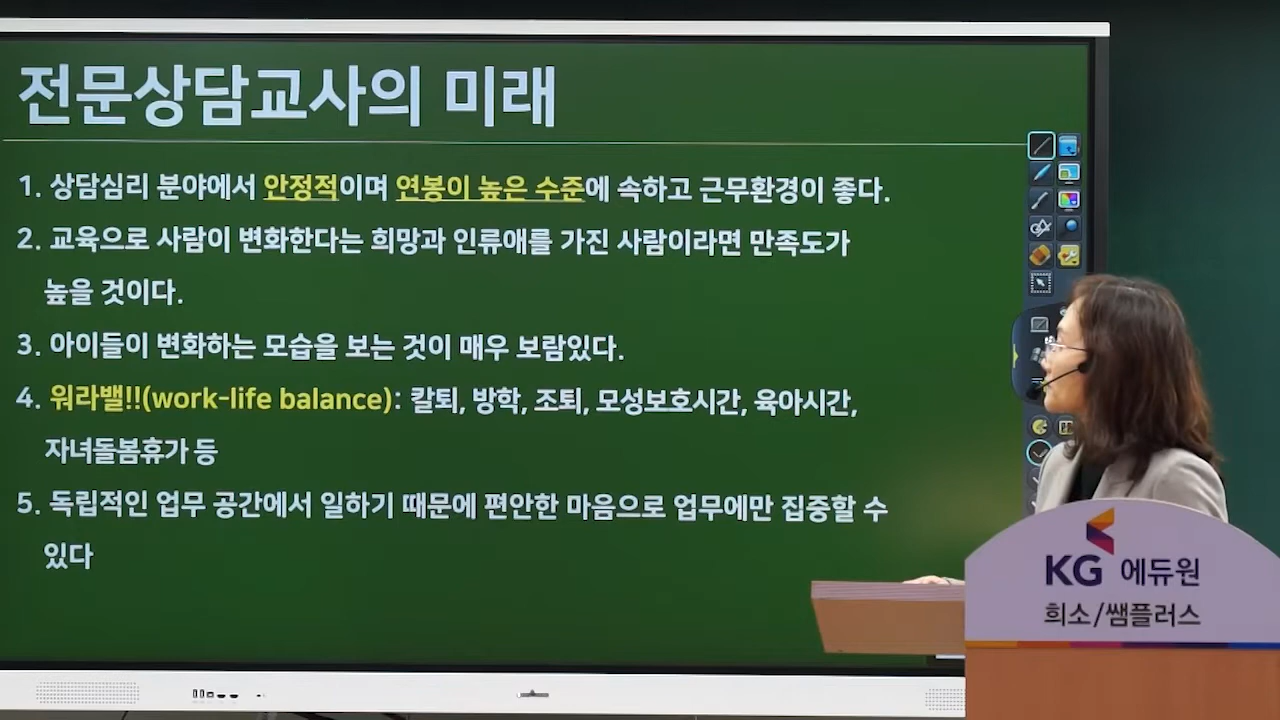 전문상담교사의 미래
1. 상담심리 분야에서 안정적이며 연봉이 높은 수준에 속하고 근무환경이 좋다.
2. 교육으로 사람이 변화한다는 희망과 인류애를 가진 사람이라면 만족도가
높을 것이다.
3. 아이들이 변화하는 모습을 보는 것이 매우 보람있다.
4. 워라밸!!(work-life balance): 칼퇴, 방학, 조퇴, 모성보호시간, 육아시간,
자녀돌봄휴가 등
5. 독립적인 업무 공간에서 일하기 때문에 편안한 마음으로 업무에만 집중할 수
있다
KG 에듀원
희소/쌤플러스